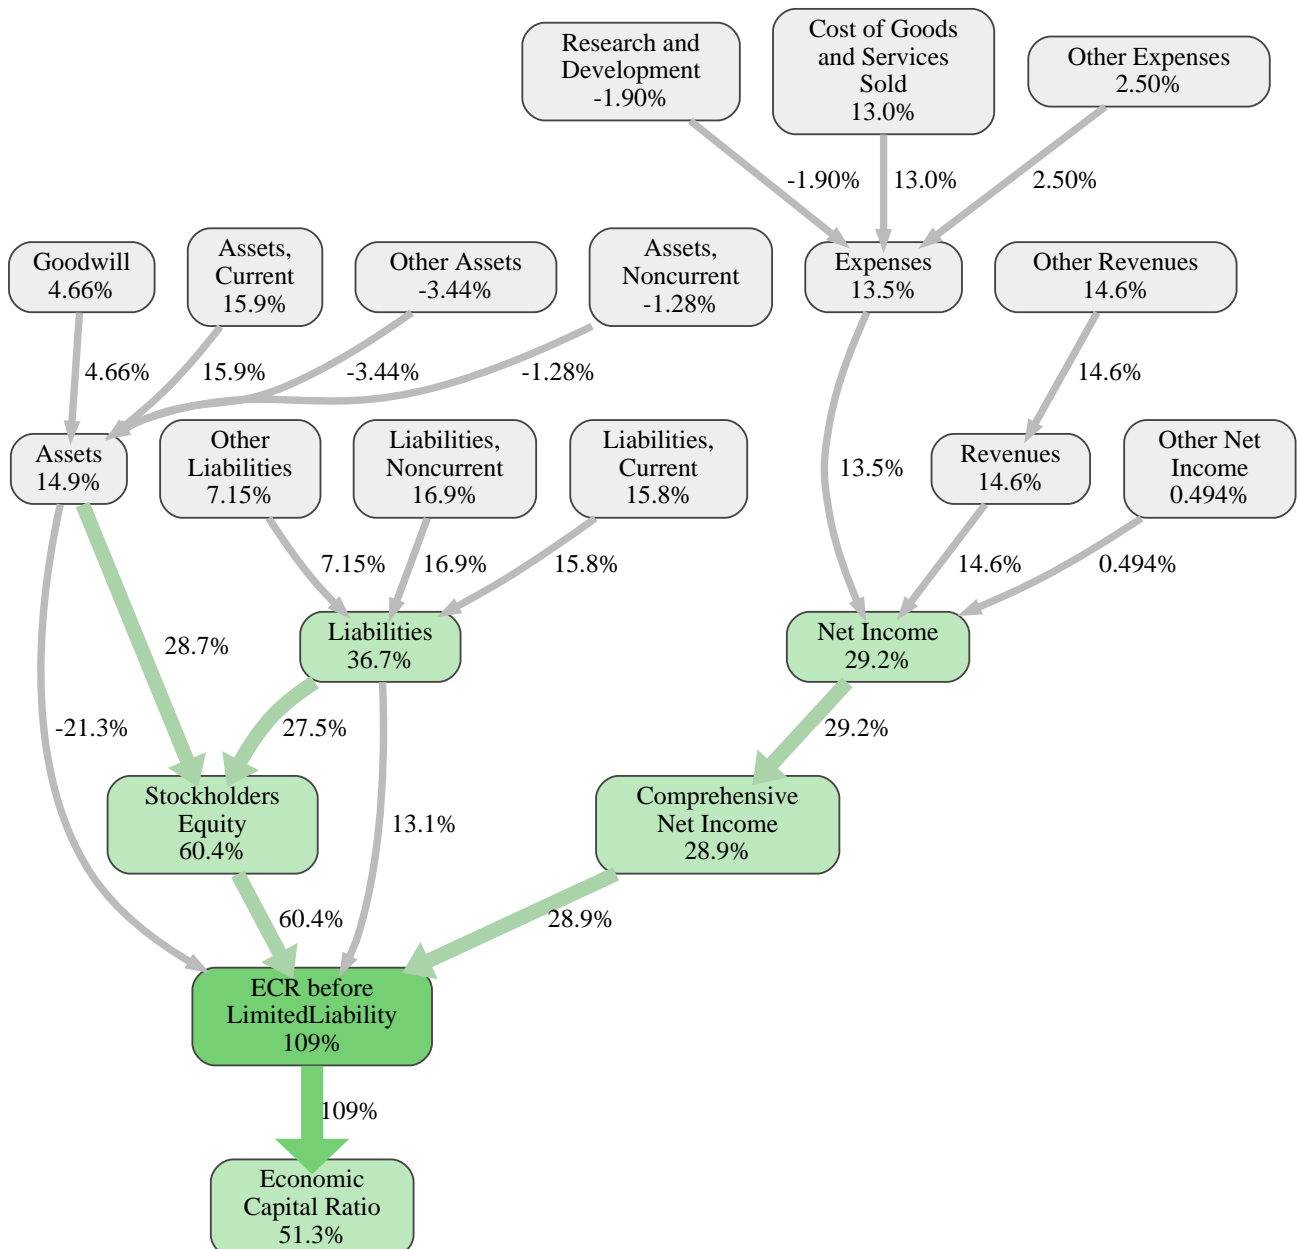 Research and
Development
-1.90%
Cost of Goods
and Services
Sold
13.0%
Other Expenses
2.50%
-1.90%
13.0%
2.50%
Goodwill
4.66%
Assets,
Current
15.9%
Other Assets
-3.44%
Assets,
Noncurrent
-1.28%
Expenses
13.5%
Other Revenues
14.6%
4.66%
15.9%
-3.44%
-1.28%
14.6%
Assets
14.9%
Other
Liabilities
7.15%
Liabilities,
Noncurrent
16.9%
Liabilities,
Current
15.8%
13.5%
Revenues
14.6%
Other Net
Income
0.494%
7.15%
16.9%
15.8%
14.6%
0.494%
28.7%
Liabilities
36.7%
Net Income
29.2%
-21.3%
27.5%
29.2%
Stockholders
Equity
60.4%
13.1%
Comprehensive
Net Income
28.9%
60.4%
28.9%
ECR before
LimitedLiability
109%
109%
Economic
Capital Ratio
51.3%